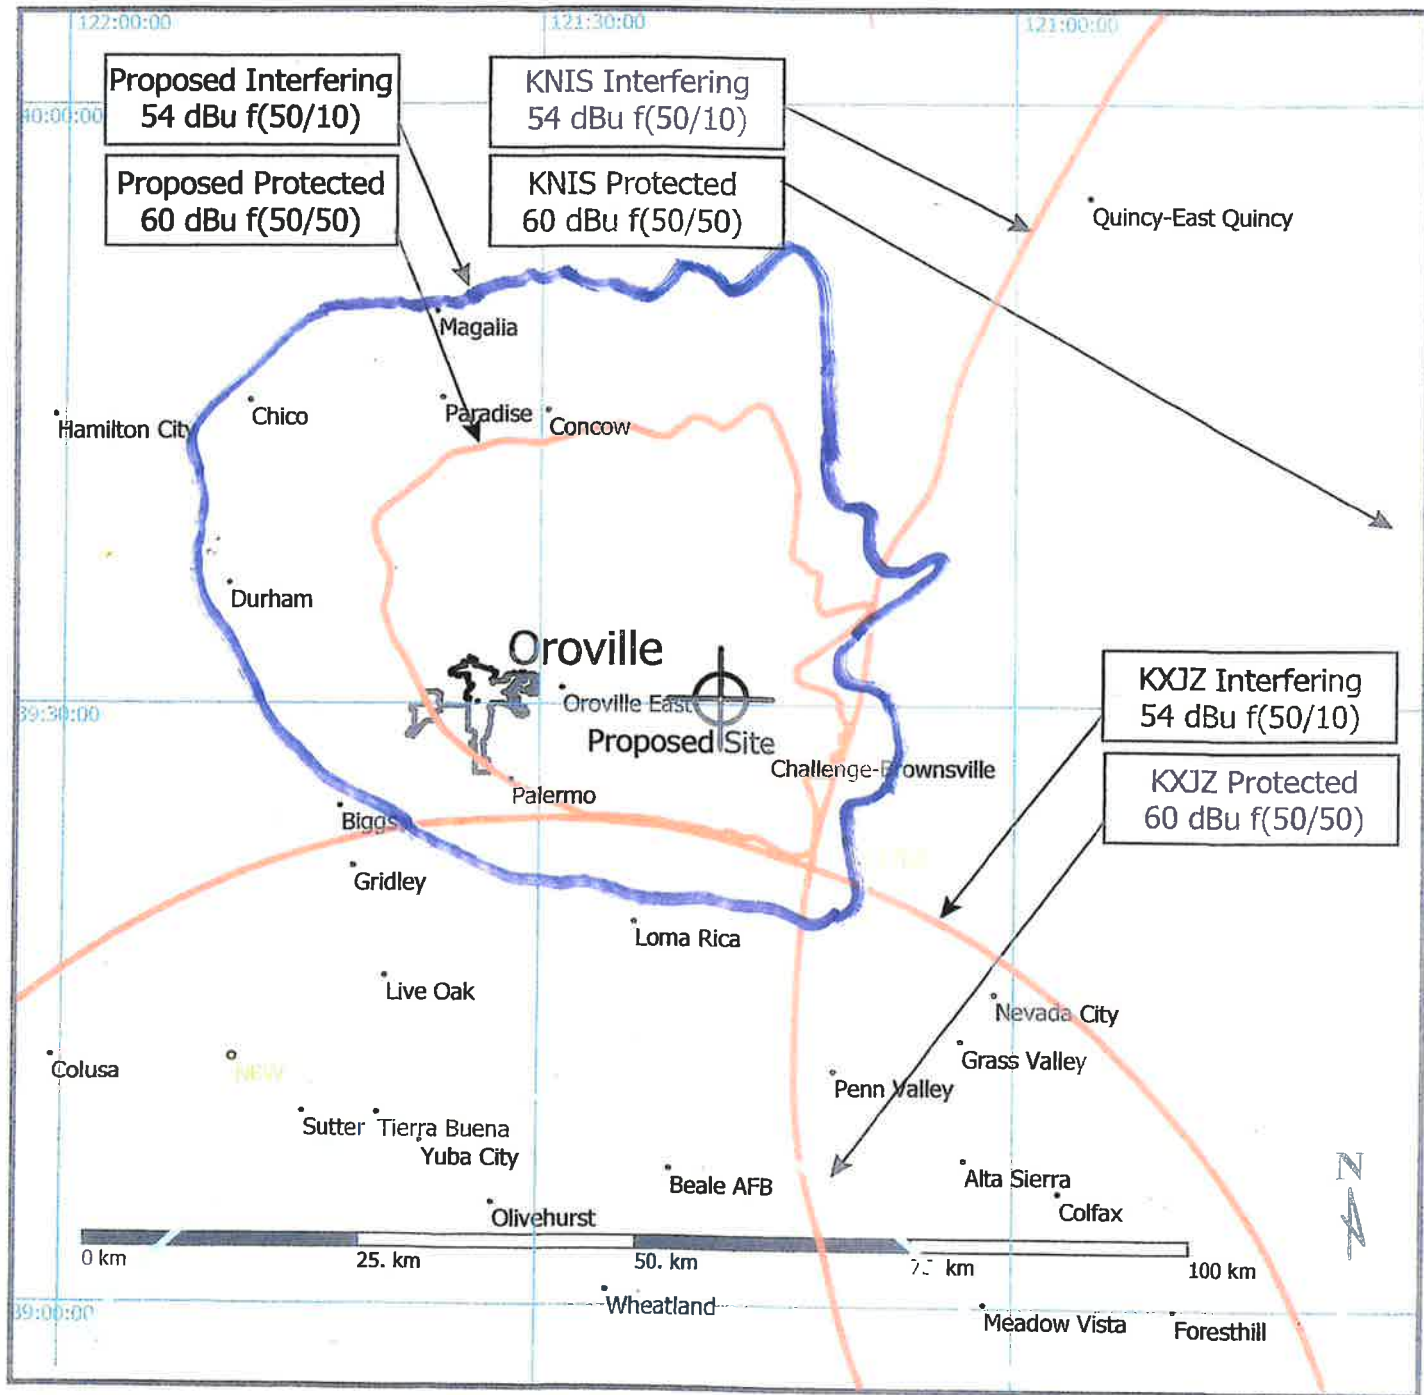 122:00:00
121:30:00
121:00:00
Proposed Interfering
54 dBu f(50/10)
KNIS Interfering
54 dBu f(50/10)
40:00:00
Proposed Protected
60 dBu f(50/50)
KNIS Protected
60 dBu f(50/50)
Quincy-East Quincy
Magalia
Hamilton City
Chico
Paradise
Concow
Durham
Oroville
Oroville East
39:30:00
Proposed Site
Challenge-Brownsville
KXJZ Interfering
54 dBu f(50/10)
KXJZ Protected
60 dBu f(50/50)
Palermo
Biggs
Gridley
Loma Rica
Live Oak
Nevada City
Grass Valley
Colusa
NEW
Penn Valley
Sutter
Tierra Buena
Yuba City
Beale AFB
Alta Sierra
Colfax
N
Olivehurst
0 km
25. km
50. km
75 km
100 km
39:00:00
Wheatland
Meadow Vista
Foresthill